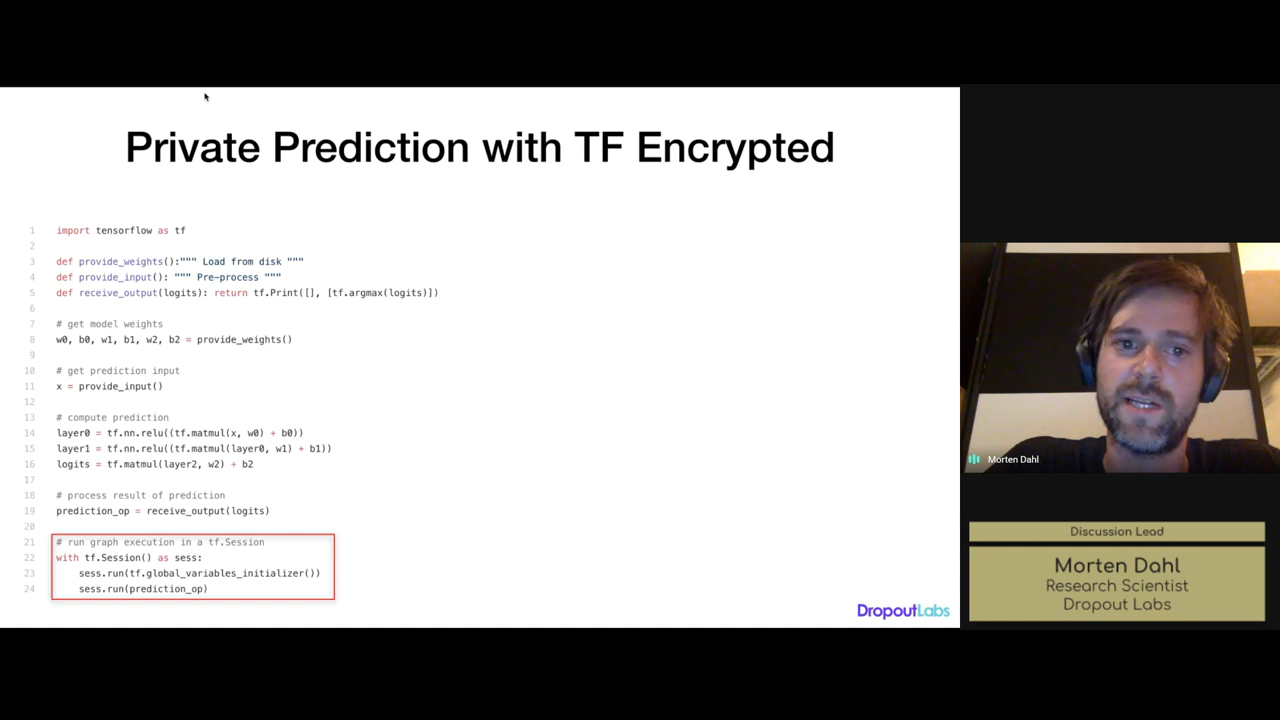 Private Prediction with TF Encrypted
1 import tensorflow as tf
2
3 def provide_weights():""" Load from disk """
4 def provide_input(): """ Pre-process """
5 def receive_output(logits): return tf.Print([], [tf.argmax(logits)])
6
7 # get model weights
8 w0, b0, w1, b1, w2, b2 = provide_weights()
9
10 # get prediction input
11 x = provide_input()
12
13 # compute prediction
14 layer0 = tf.nn.relu((tf.matmul(x, w0) + b0))
15 layer1 = tf.nn.relu((tf.matmul(layer0, w1) + b1))
16 logits = tf.matmul(layer2, w2) + b2
17
18 # process result of prediction
19 prediction_op = receive_output(logits)
20
21 # run graph execution in a tf.Session
22 with tf.Session() as sess:
23 sess.run(tf.global_variables_initializer())
24 sess.run(prediction_op)
DropoutLabs
Morten Dahl
Discussion Lead
Morten Dahl
Research Scientist
Dropout Labs